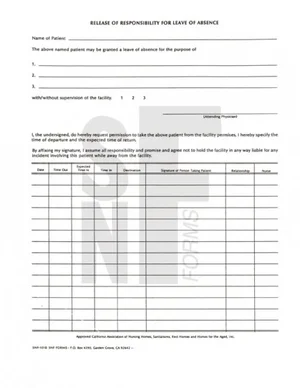 RELEASE OF RESPONSIBILITY FOR LEAVE OF ABSENCE
Name of Patient
The above named patient may be granted a leave of absence for the purpose of
1.
2.
3.
with/without supervision of the facility. 1 2 3
(Attending Physician)
I, the undersigned, do hereby request permission to take the above patient from the facility premises. I hereby specify the
time of departure and the expected time of return.
By affixing my signature, I assume all responsibility and promise and agree not to hold the facility in any way liable for any
incident involving this patient while away from the facility.
Date Time Out Expected Time In Time In Destination Signature of Person Taking Patient Relationship Nurse
SNF FORMS
Approved California Association of Nursing Homes, Sanitariums, Rest Homes and Homes for the Aged, Inc.
SNF FORMS - P.O. Box Garden Grove, CA